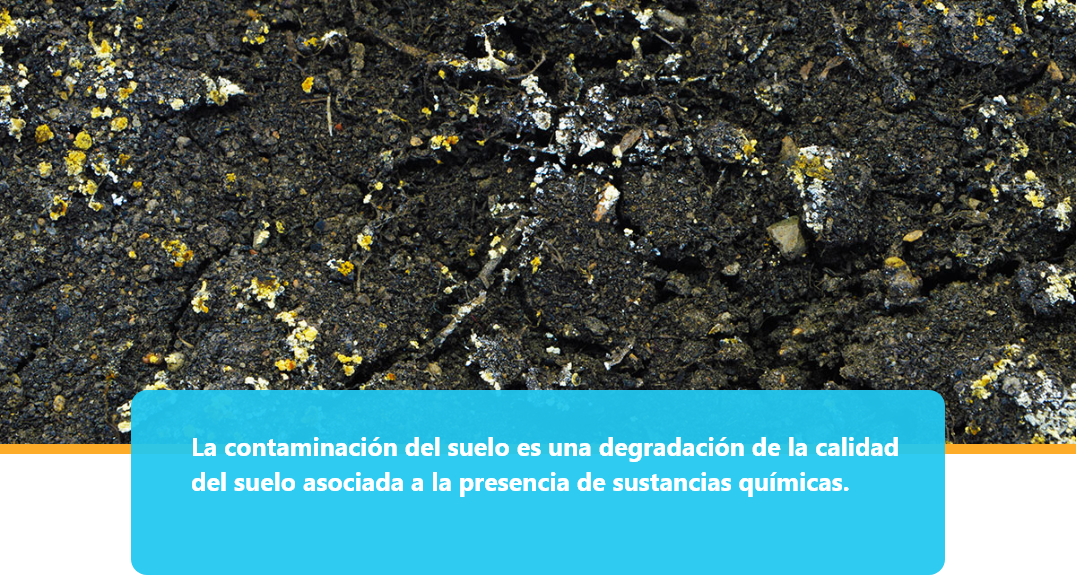 La contaminación del suelo es una degradación de la calidad
del suelo asociada a la presencia de sustancias químicas.